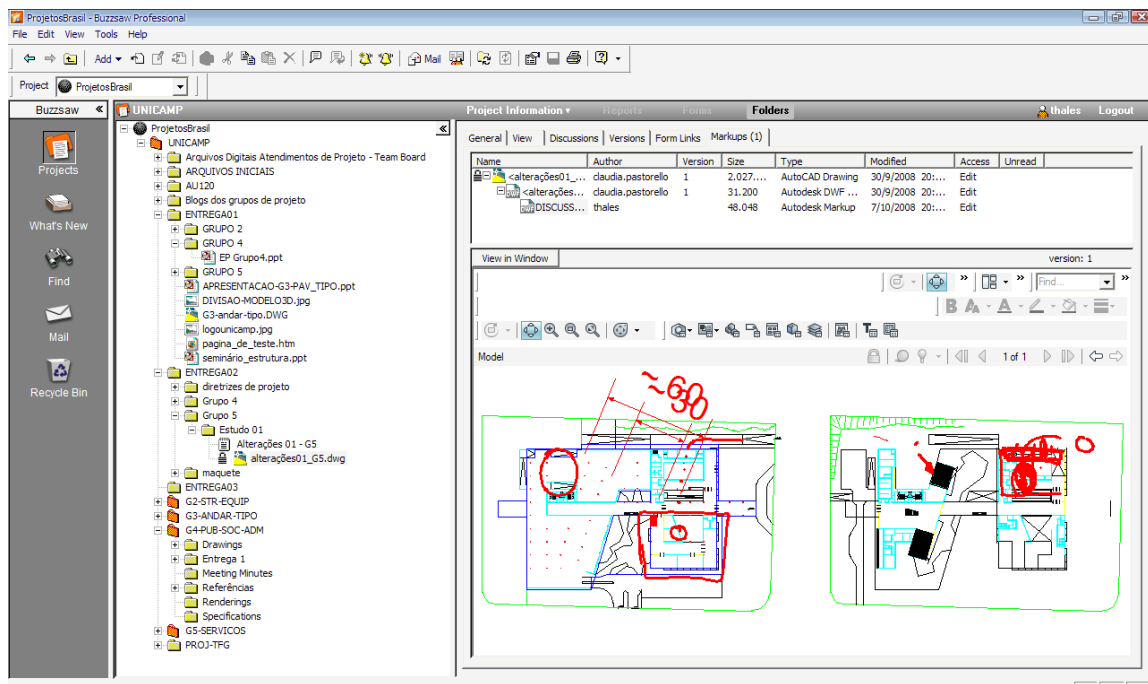 ProjetosBrasil - Buzzsaw Professional
File Edit View Tools Help
Add Mail
Project ProjetosBrasil
Buzzsaw
Projects
What's New
Find
Mail
Recycle Bin
UNICAMP Project Information Reports Forms Folders thales Logout
ProjetosBrasil
UNICAMP
Arquivos Digitais Atendimentos de Projeto - Team Board
ARQUIVOS INICIAIS
AU120
Blogs dos grupos de projeto
ENTREGA01
GRUPO 2
GRUPO 4
EP Grupo4.ppt
GRUPO 5
APRESENTACAO-G3-PAV_TIPO.ppt
DIVISAO-MODELO3D.jpg
G3-andar-tipo.DWG
logounicamp.jpg
pagina_de_teste.htm
seminário_estrutura.ppt
ENTREGA02
diretrizes de projeto
Grupo 4
Grupo 5
Estudo 01
Alterações 01 - G5
alterações01_G5.dwg
maquete
ENTREGA03
G2-STR-EQUIP
G3-ANDAR-TIPO
G4-PUB-SOC-ADM
Drawings
Entrega 1
Meeting Minutes
Referências
Renderings
Specifications
G5-SERVICOS
PROJ-TFG
General View Discussions Versions Form Links Markups (1)
Name Author Version Size Type Modified Access Unread
<alterações01_... claudia.pastorello 1 2.027.... AutoCAD Drawing 30/9/2008 20:... Edit
<alterações... claudia.pastorello 1 31.200 Autodesk DWF ... 30/9/2008 20:... Edit
DISCUSS... thales 48.048 Autodesk Markup 7/10/2008 20:... Edit
View in Window version: 1
Find...
B A A
Model 1 of 1
≈60
30